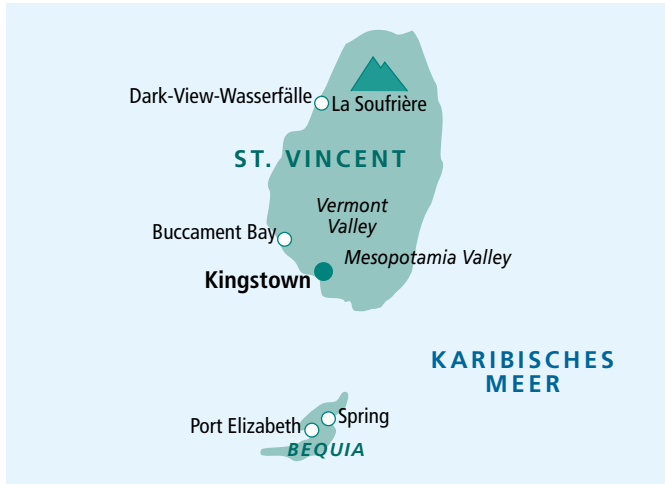 Dark-View-Wasserfälle
La Soufrière
ST. VINCENT
Vermont
Valley
Buccament Bay
Mesopotamia Valley
Kingstown
KARIBISCHES
MEER
Spring
Port Elizabeth
BEQUIA